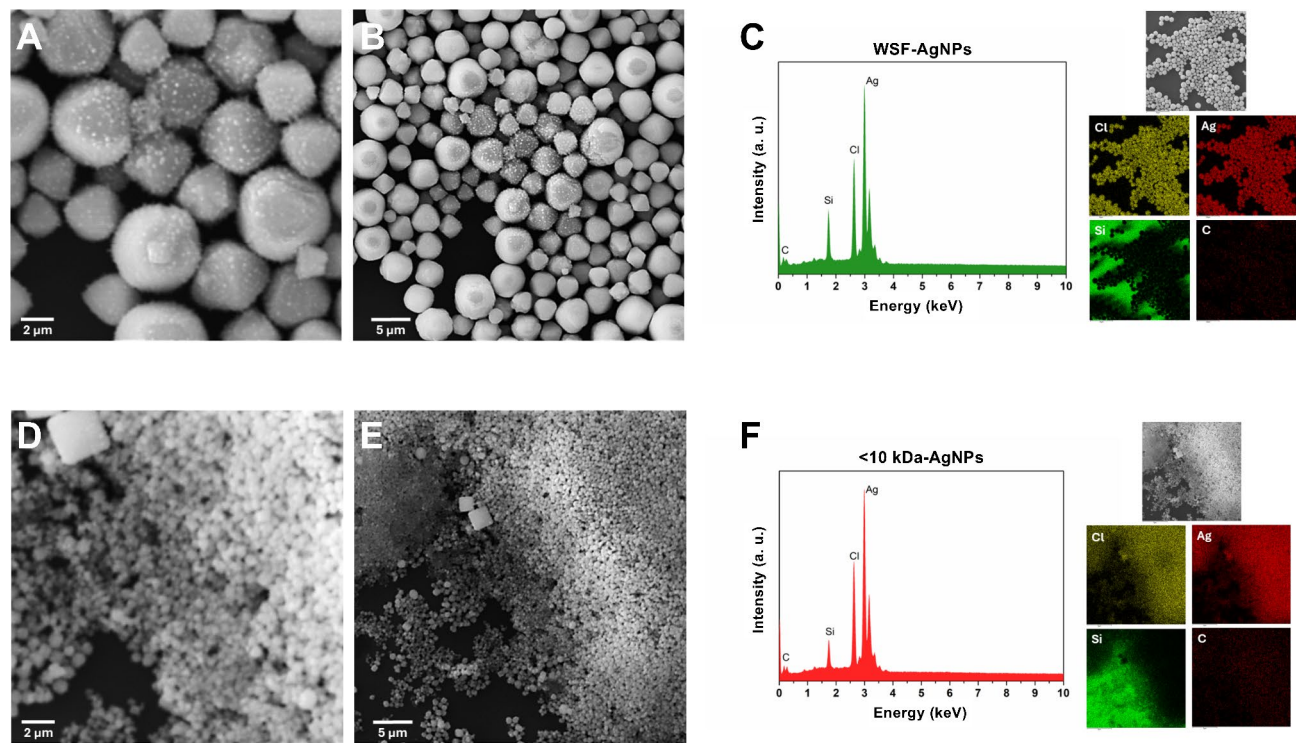 A
2 µm
B
5 µm
C
WSF-AgNPs
Intensity (a. u.)
Ag
Cl
Si
C
0 1 2 3 4 5 6 7 8 9 10
Energy (keV)
Cl
Ag
Si
C
D
2 µm
E
5 µm
F
<10 kDa-AgNPs
Intensity (a. u.)
Ag
Cl
Si
C
0 1 2 3 4 5 6 7 8 9 10
Energy (keV)
Cl
Ag
Si
C